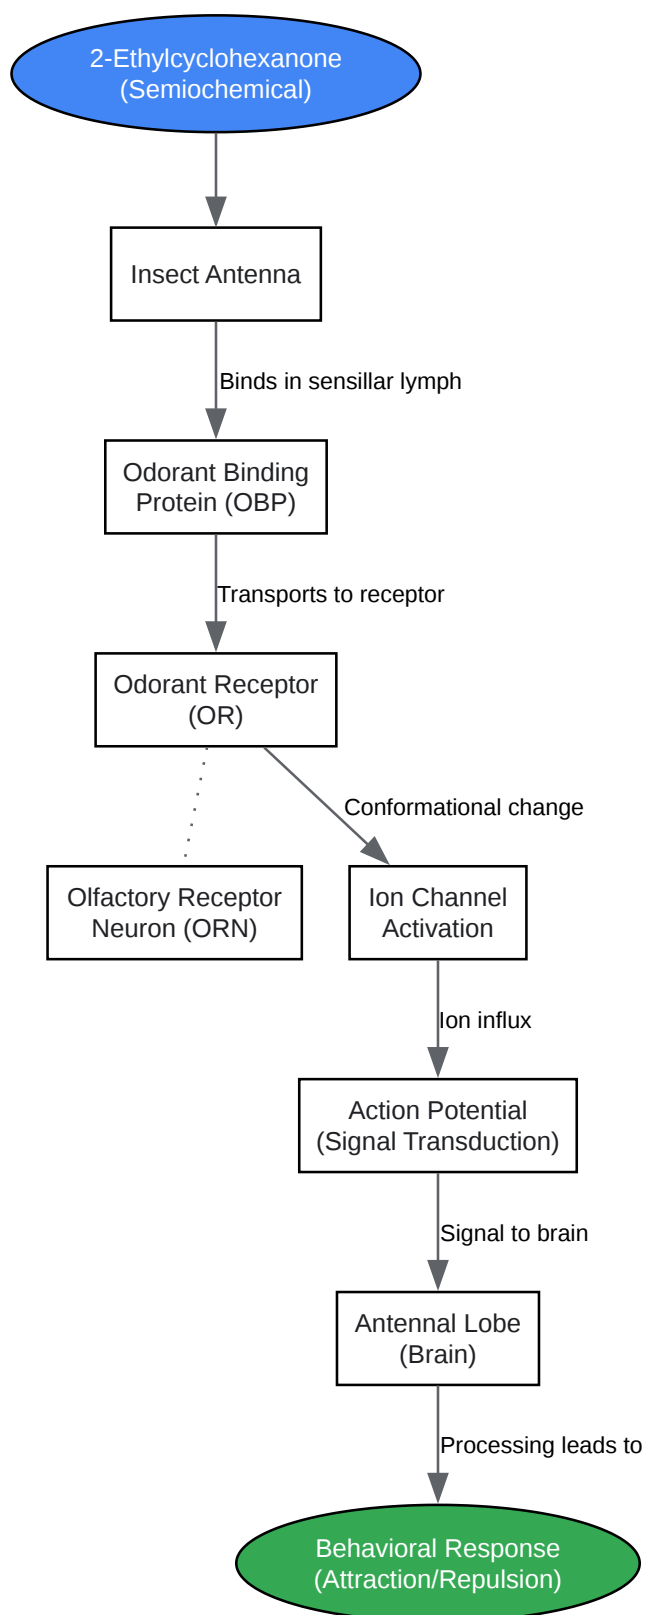 2-Ethylcyclohexanone
(Semiochemical)
Insect Antenna
Binds in sensillar lymph
Odorant Binding
Protein (OBP)
Transports to receptor
Odorant Receptor
(OR)
Conformational change
Olfactory Receptor
Neuron (ORN)
Ion Channel
Activation
Ion influx
Action Potential
(Signal Transduction)
Signal to brain
Antennal Lobe
(Brain)
Processing leads to
Behavioral Response
(Attraction/Repulsion)